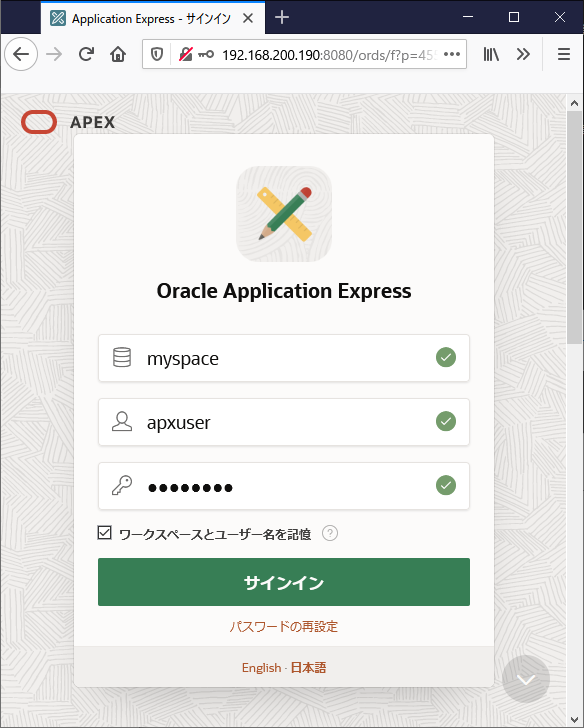 Application Express - サインイン
192.168.200.190:8080/ords/f?p=45
APEX
Oracle Application Express
myspace
apxuser
ワークスペースとユーザー名を記憶 ?
サインイン
パスワードの再設定
English · 日本語